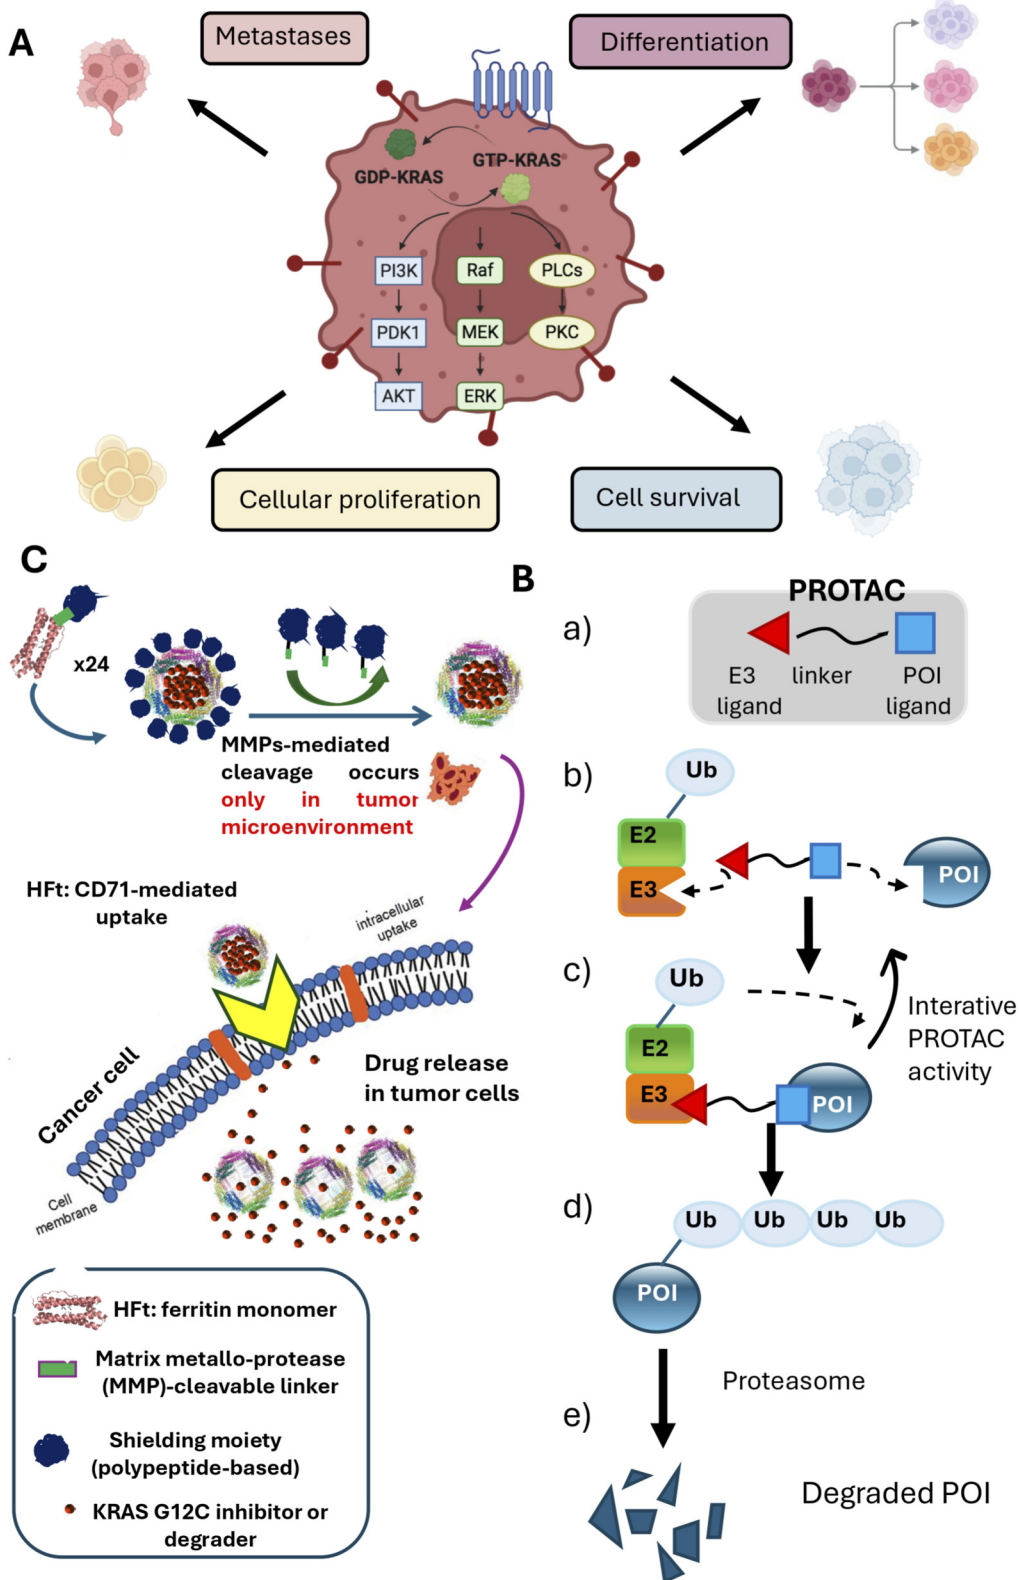 A
Metastases
Differentiation
GDP-KRAS
GTP-KRAS
PI3K
Raf
PLCs
PDK1
MEK
PKC
AKT
ERK
Cellular proliferation
Cell survival
C
x24
MMPs-mediated
cleavage occurs
only in tumor
microenvironment
HFt: CD71-mediated
uptake
intracellular
uptake
Cancer cell
Drug release
in tumor cells
Cell
membrane
HFt: ferritin monomer
Matrix metallo-protease
(MMP)-cleavable linker
Shielding moiety
(polypeptide-based)
KRAS G12C inhibitor or
degrader
B
PROTAC
a)
E3
ligand
linker
POI
ligand
b)
Ub
E2
E3
POI
c)
Ub
E2
E3
POI
Interative
PROTAC
activity
d)
Ub Ub Ub Ub
POI
Proteasome
e)
Degraded POI